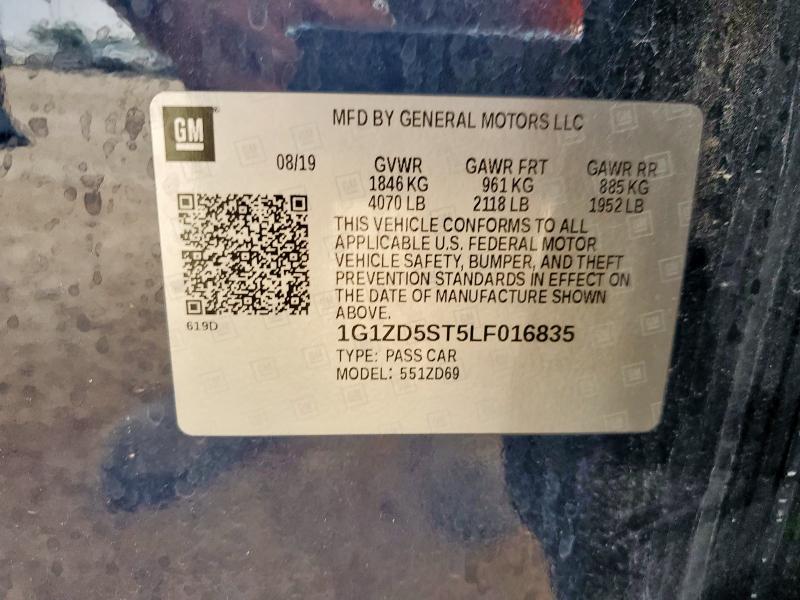 GM
MFD BY GENERAL MOTORS LLC
08/19 GVWR GAWR FRT GAWR RR
1846 KG 961 KG 885 KG
4070 LB 2118 LB 1952 LB
THIS VEHICLE CONFORMS TO ALL
APPLICABLE U.S. FEDERAL MOTOR
VEHICLE SAFETY, BUMPER, AND THEFT
PREVENTION STANDARDS IN EFFECT ON
THE DATE OF MANUFACTURE SHOWN
ABOVE.
619D
1G1ZD5ST5LF016835
TYPE: PASS CAR
MODEL: 551ZD69